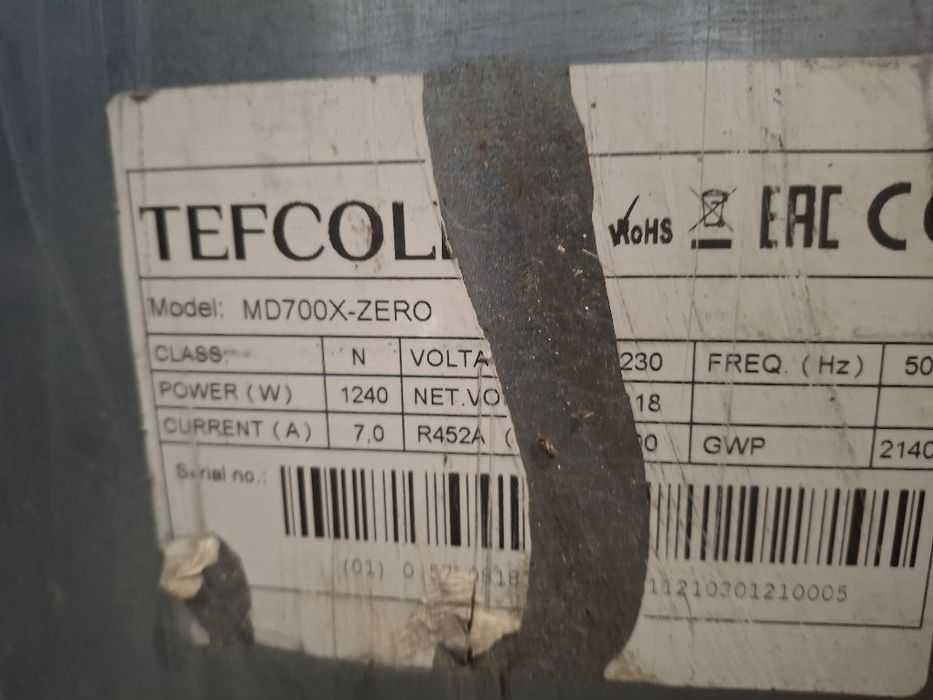 TEFCOL RoHS EAC C
Model: MD700X-ZERO
CLASS N VOLTA 230 FREQ. (Hz) 50
POWER (W) 1240 NET.VO 18
CURRENT (A) 7,0 R452A ( 0 GWP 2140
Serial no.:
(01) 0 11210301210005